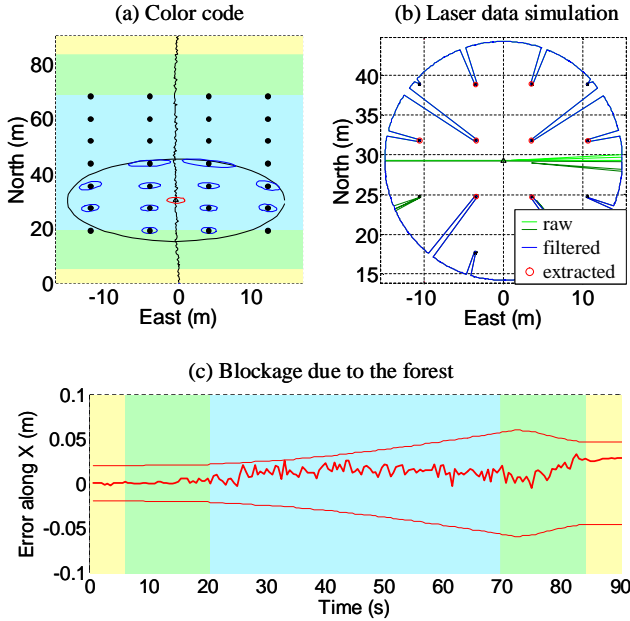 (a) Color code
80
60
40
20
0
North (m)
-10
0
10
East (m)
(b) Laser data simulation
40
35
30
25
20
15
North (m)
-10
0
10
East (m)
raw
filtered
extracted
(c) Blockage due to the forest
0.1
0.05
0
-0.05
-0.1
Error along X (m)
0
10
20
30
40
50
60
70
80
90
Time (s)